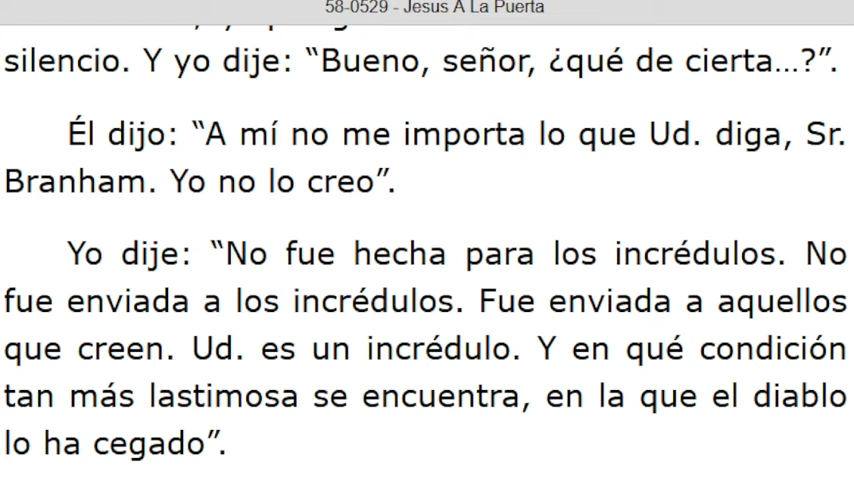 58-0529 - Jesus A La Puerta
silencio. Y yo dije: “Bueno, señor, ¿qué de cierta...?”.
Él dijo: “A mí no me importa lo que Ud. diga, Sr.
Branham. Yo no lo creo”.
Yo dije: “No fue hecha para los incrédulos. No
fue enviada a los incrédulos. Fue enviada a aquellos
que creen. Ud. es un incrédulo. Y en qué condición
tan más lastimosa se encuentra, en la que el diablo
lo ha cegado”.